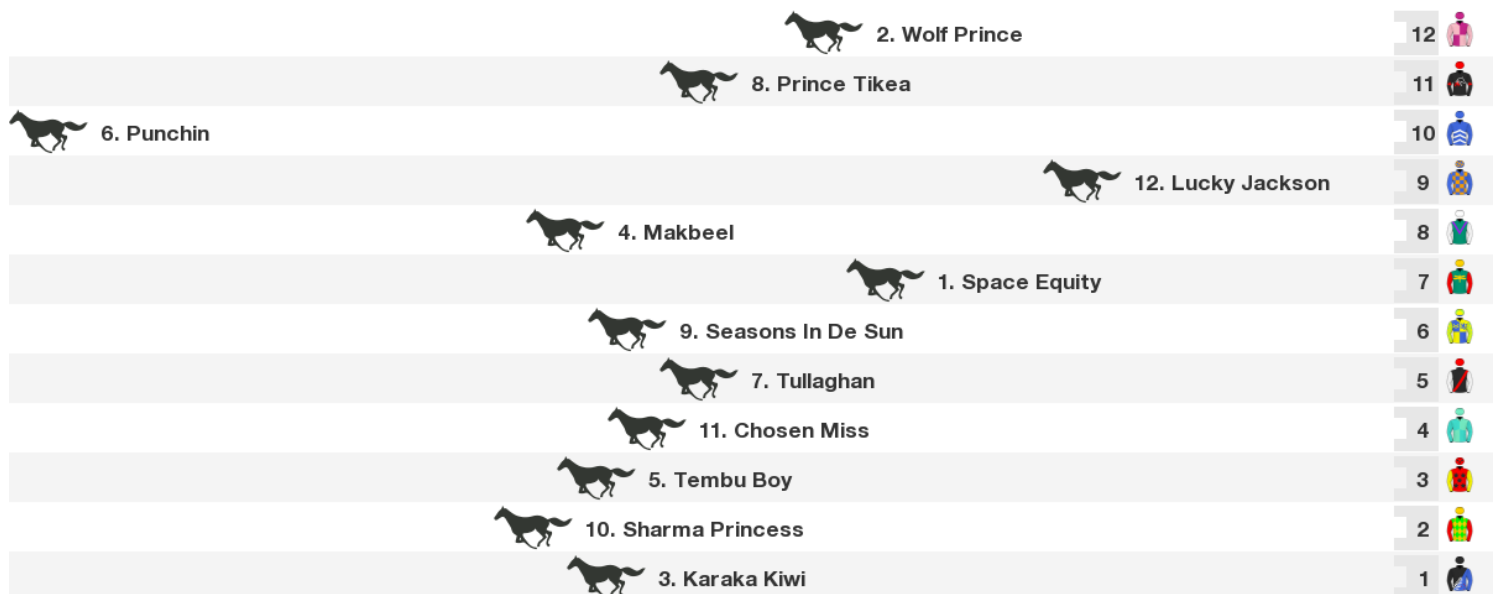 2. Wolf Prince 12
8. Prince Tikea 11
6. Punchin 10
12. Lucky Jackson 9
4. Makbeel 8
1. Space Equity 7
9. Seasons In De Sun 6
7. Tullaghan 5
11. Chosen Miss 4
5. Tembu Boy 3
10. Sharma Princess 2
3. Karaka Kiwi 1